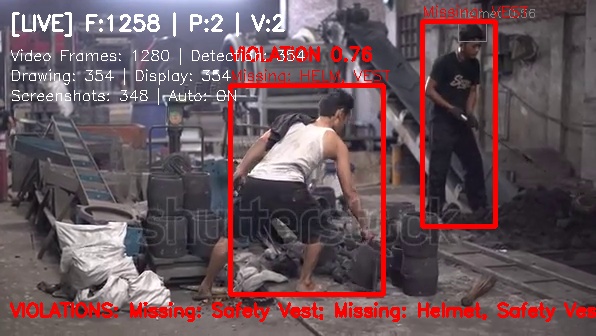 [LIVE] F:1258 | P:2 | V:2
Missing: VEST
Helmet 0.56
Video Frames: 1280 | Detection: 354
VIOLATION 0.76
Drawing: 354 | Display: 354
Missing: HELM, VEST
Screenshots: 348 | Auto: ON
shutterstock
VIOLATIONS: Missing: Safety Vest; Missing: Helmet, Safety Ves